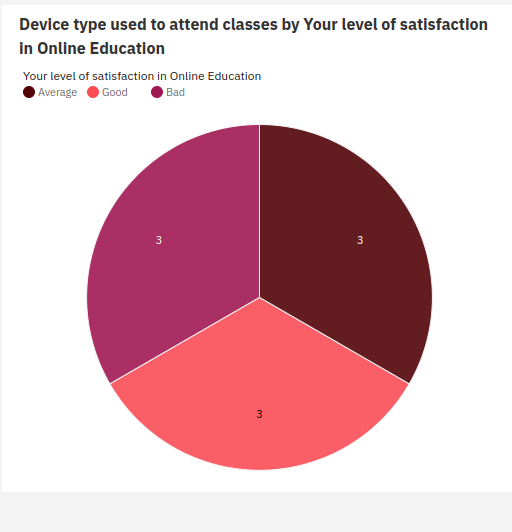 Device type used to attend classes by Your level of satisfaction
in Online Education
Your level of satisfaction in Online Education
Average Good Bad
3 3
3